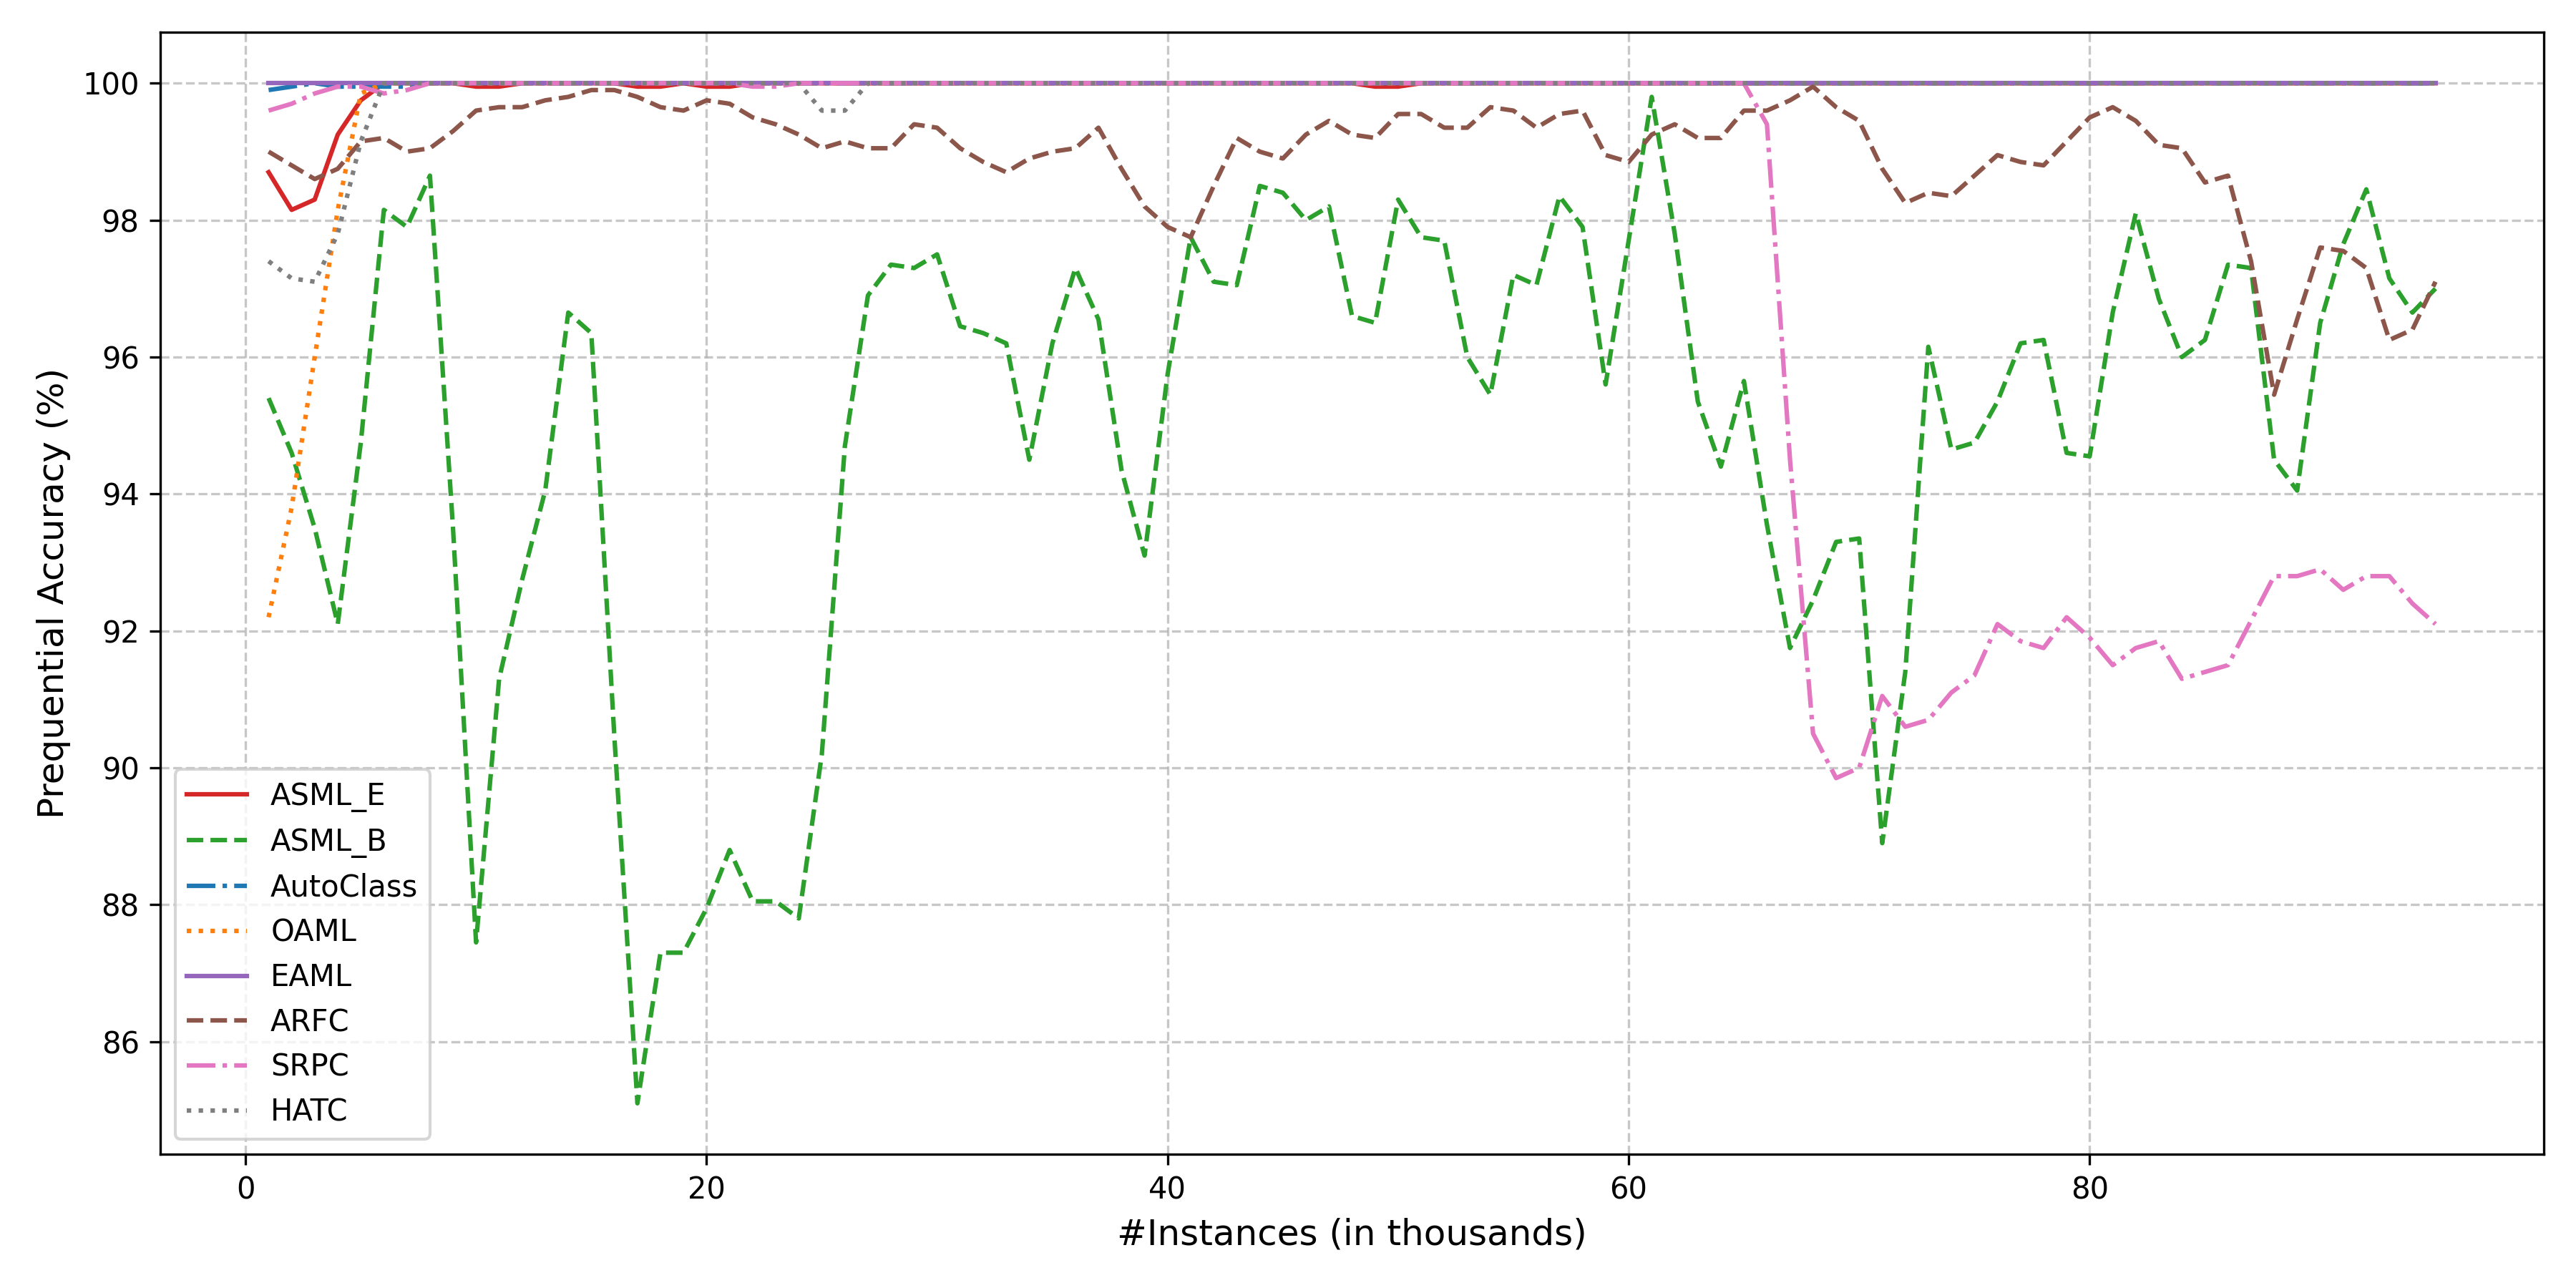 Prequential Accuracy (%)
100
98
96
94
92
90
88
86
ASML_E
ASML_B
AutoClass
OAML
EAML
ARFC
SRPC
HATC
0 20 40 60 80
#Instances (in thousands)